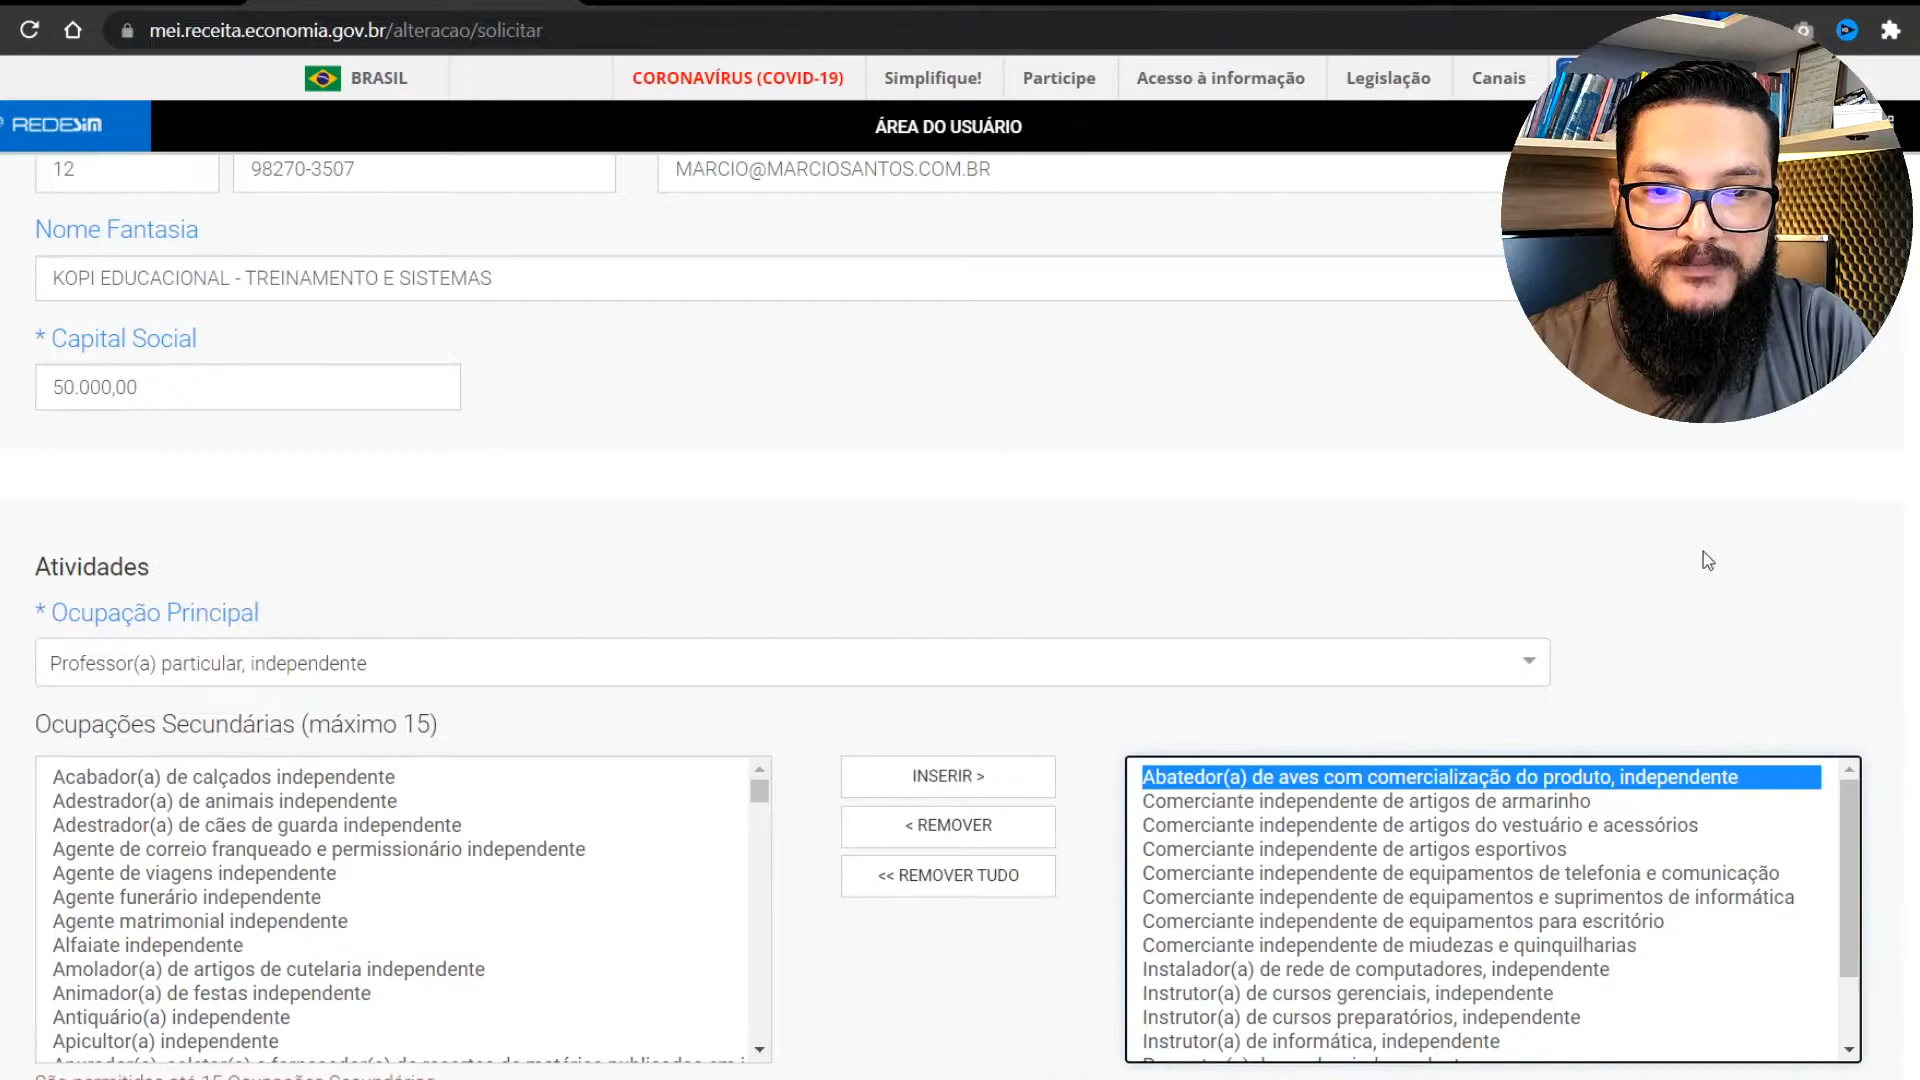 mei.receita.economia.gov.br/alteracao/solicitar
BRASIL
CORONAVÍRUS (COVID-19)
Simplifique!
Participe
Acesso à informação
Legislação
Canais
REDESIM
ÁREA DO USUÁRIO
12
98270-3507
MARCIO@MARCIOSANTOS.COM.BR
Nome Fantasia
KOPI EDUCACIONAL - TREINAMENTO E SISTEMAS
* Capital Social
50.000,00
Atividades
* Ocupação Principal
Professor(a) particular, independente
Ocupações Secundárias (máximo 15)
Acabador(a) de calçados independente
Adestrador(a) de animais independente
Adestrador(a) de cães de guarda independente
Agente de correio franqueado e permissionário independente
Agente de viagens independente
Agente funerário independente
Agente matrimonial independente
Alfaiate independente
Amolador(a) de artigos de cutelaria independente
Animador(a) de festas independente
Antiquário(a) independente
Apicultor(a) independente
INSERIR >
< REMOVER
<< REMOVER TUDO
Abatedor(a) de aves com comercialização do produto, independente
Comerciante independente de artigos de armarinho
Comerciante independente de artigos do vestuário e acessórios
Comerciante independente de artigos esportivos
Comerciante independente de equipamentos de telefonia e comunicação
Comerciante independente de equipamentos e suprimentos de informática
Comerciante independente de equipamentos para escritório
Comerciante independente de miudezas e quinquilharias
Instalador(a) de rede de computadores, independente
Instrutor(a) de cursos gerenciais, independente
Instrutor(a) de cursos preparatórios, independente
Instrutor(a) de informática, independente